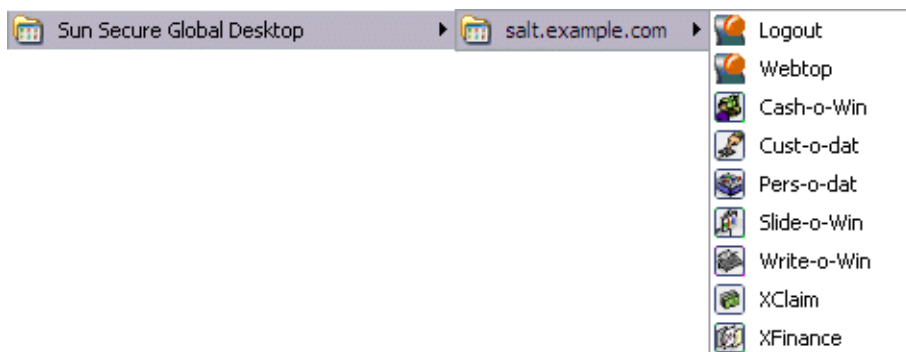 Sun Secure Global Desktop
salt.example.com
Logout
Webtop
Cash-o-Win
Cust-o-dat
Pers-o-dat
Slide-o-Win
Write-o-Win
XClaim
XFinance